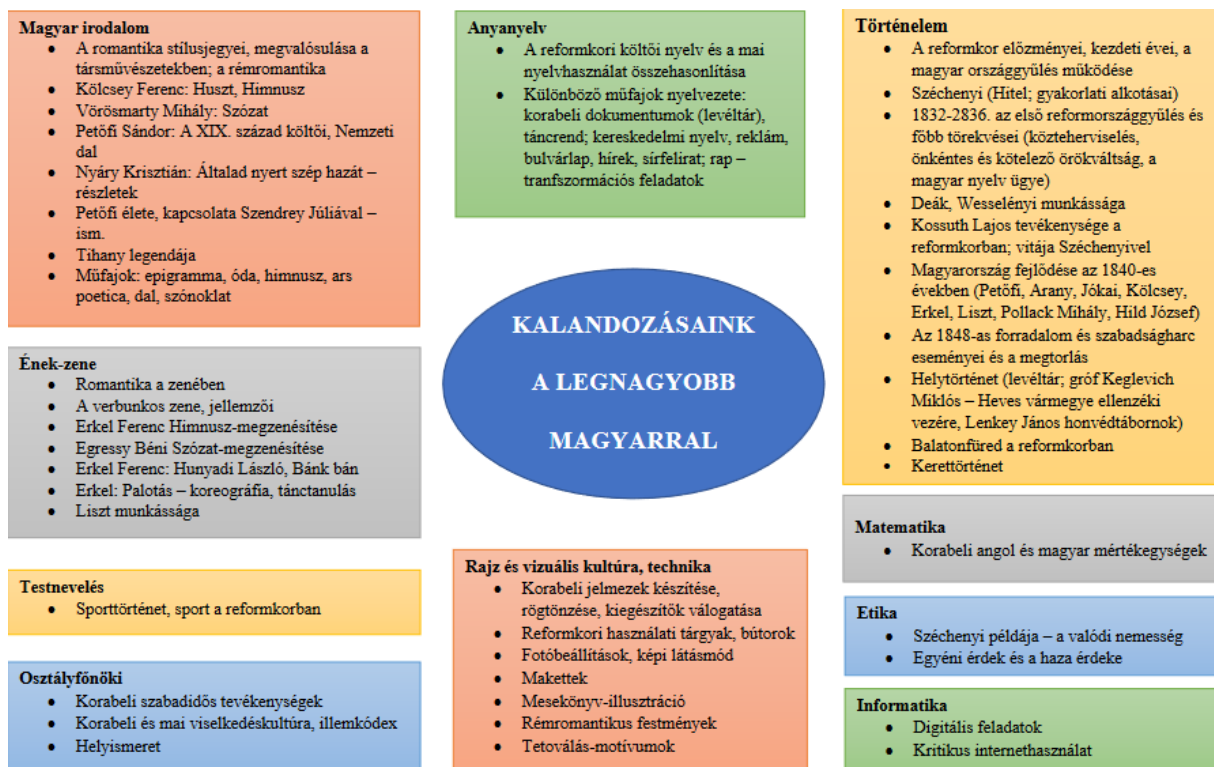 Magyar irodalom
• A romantika stílusjegyei, megvalósulása a
társművészetekben; a rémromantika
• Kölcsey Ferenc: Huszt, Himnusz
• Vörösmarty Mihály: Szózat
• Petőfi Sándor: A XIX. század költői, Nemzeti
dal
• Nyáry Krisztián: Általad nyert szép hazát –
részletek
• Petőfi élete, kapcsolata Szendrey Júliával –
ism.
• Tihany legendája
• Műfajok: epigramma, óda, himnusz, ars
poetica, dal, szónoklat
Ének-zene
• Romantika a zenében
• A verbunkos zene, jellemzői
• Erkel Ferenc Himnusz-megzenésítése
• Egressy Béni Szózat-megzenésítése
• Erkel Ferenc: Hunyadi László, Bánk bán
• Erkel: Palotás – koreográfia, tánctanulás
• Liszt munkássága
Testnevelés
• Sporttörténet, sport a reformkorban
Osztályfőnöki
• Korabeli szabadidős tevékenységek
• Korabeli és mai viselkedéskultúra, illemkódex
• Helyismeret
Anyanyelv
• A reformkori költői nyelv és a mai
nyelvhasználat összehasonlítása
• Különböző műfajok nyelvezete:
korabeli dokumentumok (levéltár),
táncrend; kereskedelmi nyelv, reklám,
bulvárlap, hírek, sírfelirat; rap –
tranfszormációs feladatok
KALANDOZÁSAINK
A LEGNAGYOBB
MAGYARRAL
Rajz és vizuális kultúra, technika
• Korabeli jelmezek készítése,
rögtönzése, kiegészítők válogatása
• Reformkori használati tárgyak, bútorok
• Fotóbeállítások, képi látásmód
• Makettek
• Mesekönyv-illusztráció
• Rémromantikus festmények
• Tetoválás-motívumok
Történelem
• A reformkor előzményei, kezdeti évei, a
magyar országgyűlés működése
• Széchenyi (Hitel; gyakorlati alkotásai)
• 1832-2836. az első reformországgyűlés és
főbb törekvései (közteherviselés,
önkéntes és kötelező örökváltság, a
magyar nyelv ügye)
• Deák, Wesselényi munkássága
• Kossuth Lajos tevékenysége a
reformkorban; vitája Széchenyivel
• Magyarország fejlődése az 1840-es
években (Petőfi, Arany, Jókai, Kölcsey,
Erkel, Liszt, Pollack Mihály, Hild József)
• Az 1848-as forradalom és szabadságharc
eseményei és a megtorlás
• Helytörténet (levéltár; gróf Keglevich
Miklós – Heves vármegye ellenzéki
vezére, Lenkey János honvédtábornok)
• Balatonfüred a reformkorban
• Kerettörténet
Matematika
• Korabeli angol és magyar mértékegységek
Etika
• Széchenyi példája – a valódi nemesség
• Egyéni érdek és a haza érdeke
Informatika
• Digitális feladatok
• Kritikus internethasználat